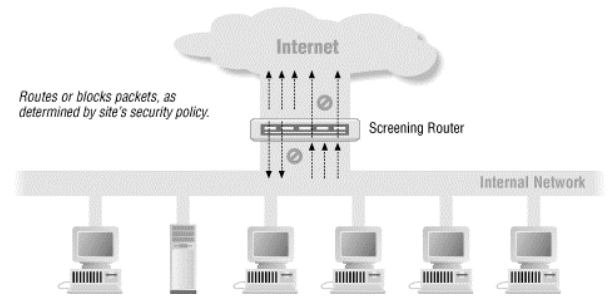 Internet
Routes or blocks packets, as
determined by site's security policy.
Screening Router
Internal Network